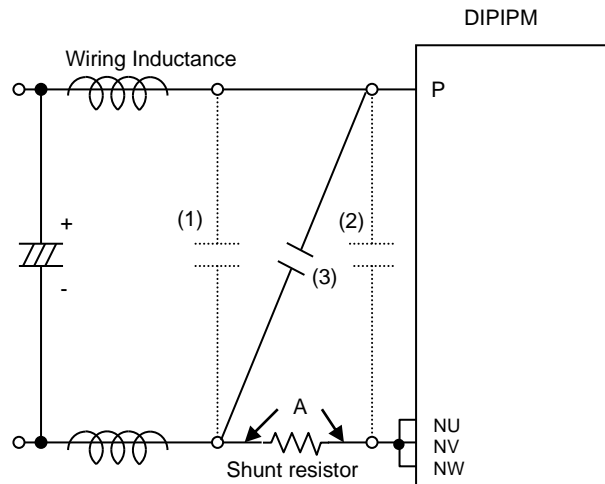 DIPIPM
Wiring Inductance
P
+
(1)
(2)
(3)
-
A
NU
NV
NW
Shunt resistor